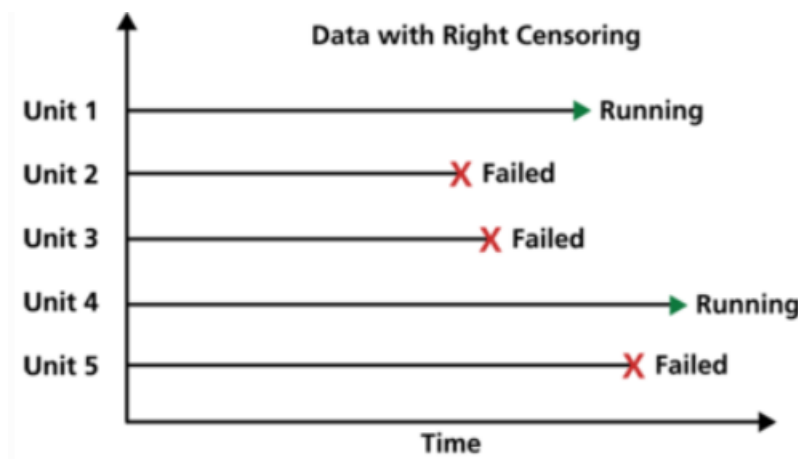 Data with Right Censoring
Unit 1 Running
Unit 2 X Failed
Unit 3 X Failed
Unit 4 Running
Unit 5 X Failed
Time